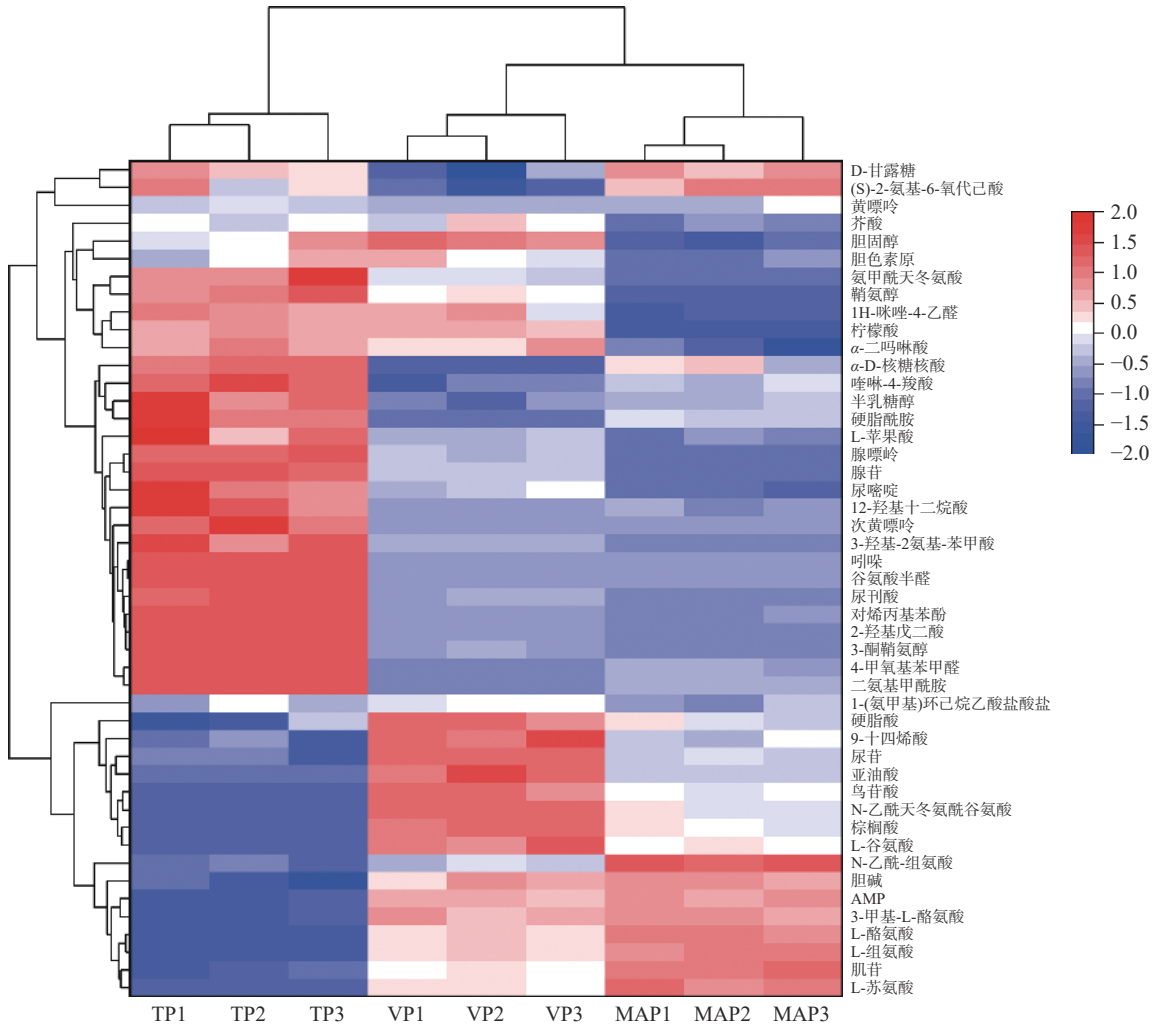 D-甘露糖
(S)-2-氨基-6-氧代己酸
黄嘌呤
芥酸
胆固醇
胆色素原
氨甲酰天冬氨酸
鞘氨醇
1H-咪唑-4-乙醛
柠檬酸
α-二吗啉酸
α-D-核糖核酸
喹啉-4-羧酸
半乳糖醇
硬脂酰胺
L-苹果酸
腺嘌岭
腺苷
尿嘧啶
12-羟基十二烷酸
次黄嘌呤
3-羟基-2氨基-苯甲酸
吲哚
谷氨酸半醛
尿刊酸
对烯丙基苯酚
2-羟基戊二酸
3-酮鞘氨醇
4-甲氧基苯甲醛
二氨基甲酰胺
1-(氨甲基)环己烷乙酸盐酸盐
硬脂酸
9-十四烯酸
尿苷
亚油酸
鸟苷酸
N-乙酰天冬氨酰谷氨酸
棕榈酸
L-谷氨酸
N-乙酰-组氨酸
胆碱
AMP
3-甲基-L-酪氨酸
L-酪氨酸
L-组氨酸
肌苷
L-苏氨酸
2.0
1.5
1.0
0.5
0.0
−0.5
−1.0
−1.5
−2.0
TP1 TP2 TP3 VP1 VP2 VP3 MAP1 MAP2 MAP3